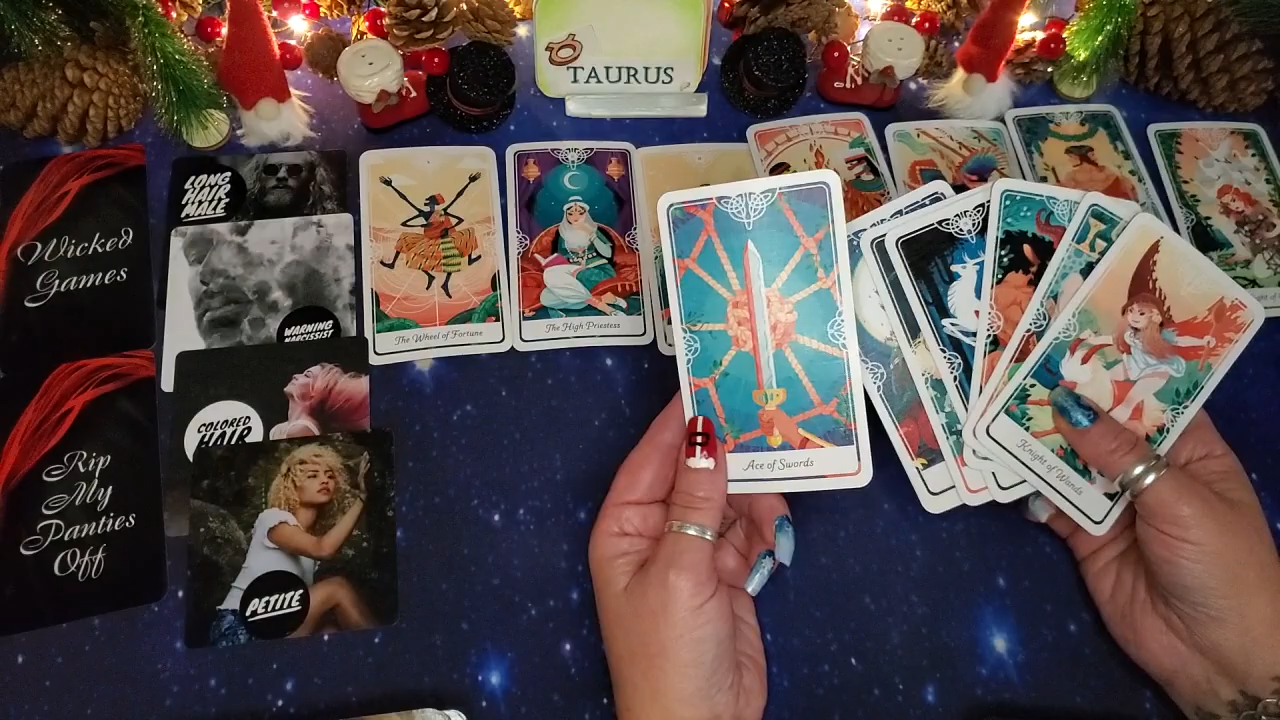 TAURUS
Wicked
Games
LONG
HAIR
MALE
WARNING
NARCISSIST
COLORED
HAIR
Rip
My
Panties
Off
PETITE
The Wheel of Fortune
The High Priestess
Ace of Swords
Knight of Wands